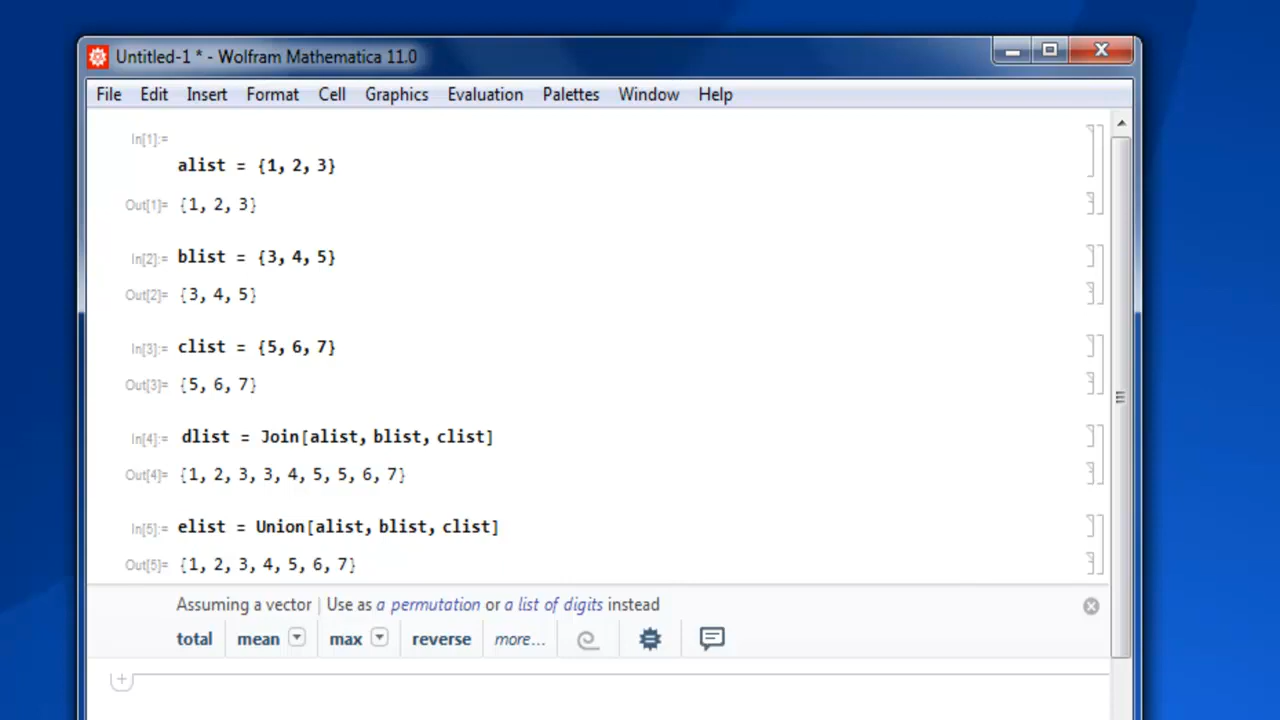 Untitled-1 * - Wolfram Mathematica 11.0
File Edit Insert Format Cell Graphics Evaluation Palettes Window Help
In[1]:=
alist = {1, 2, 3}
Out[1]= {1, 2, 3}
In[2]:= blist = {3, 4, 5}
Out[2]= {3, 4, 5}
In[3]:= clist = {5, 6, 7}
Out[3]= {5, 6, 7}
In[4]:= dlist = Join[alist, blist, clist]
Out[4]= {1, 2, 3, 3, 4, 5, 5, 6, 7}
In[5]:= elist = Union[alist, blist, clist]
Out[5]= {1, 2, 3, 4, 5, 6, 7}
Assuming a vector | Use as a permutation or a list of digits instead
total mean max reverse more...